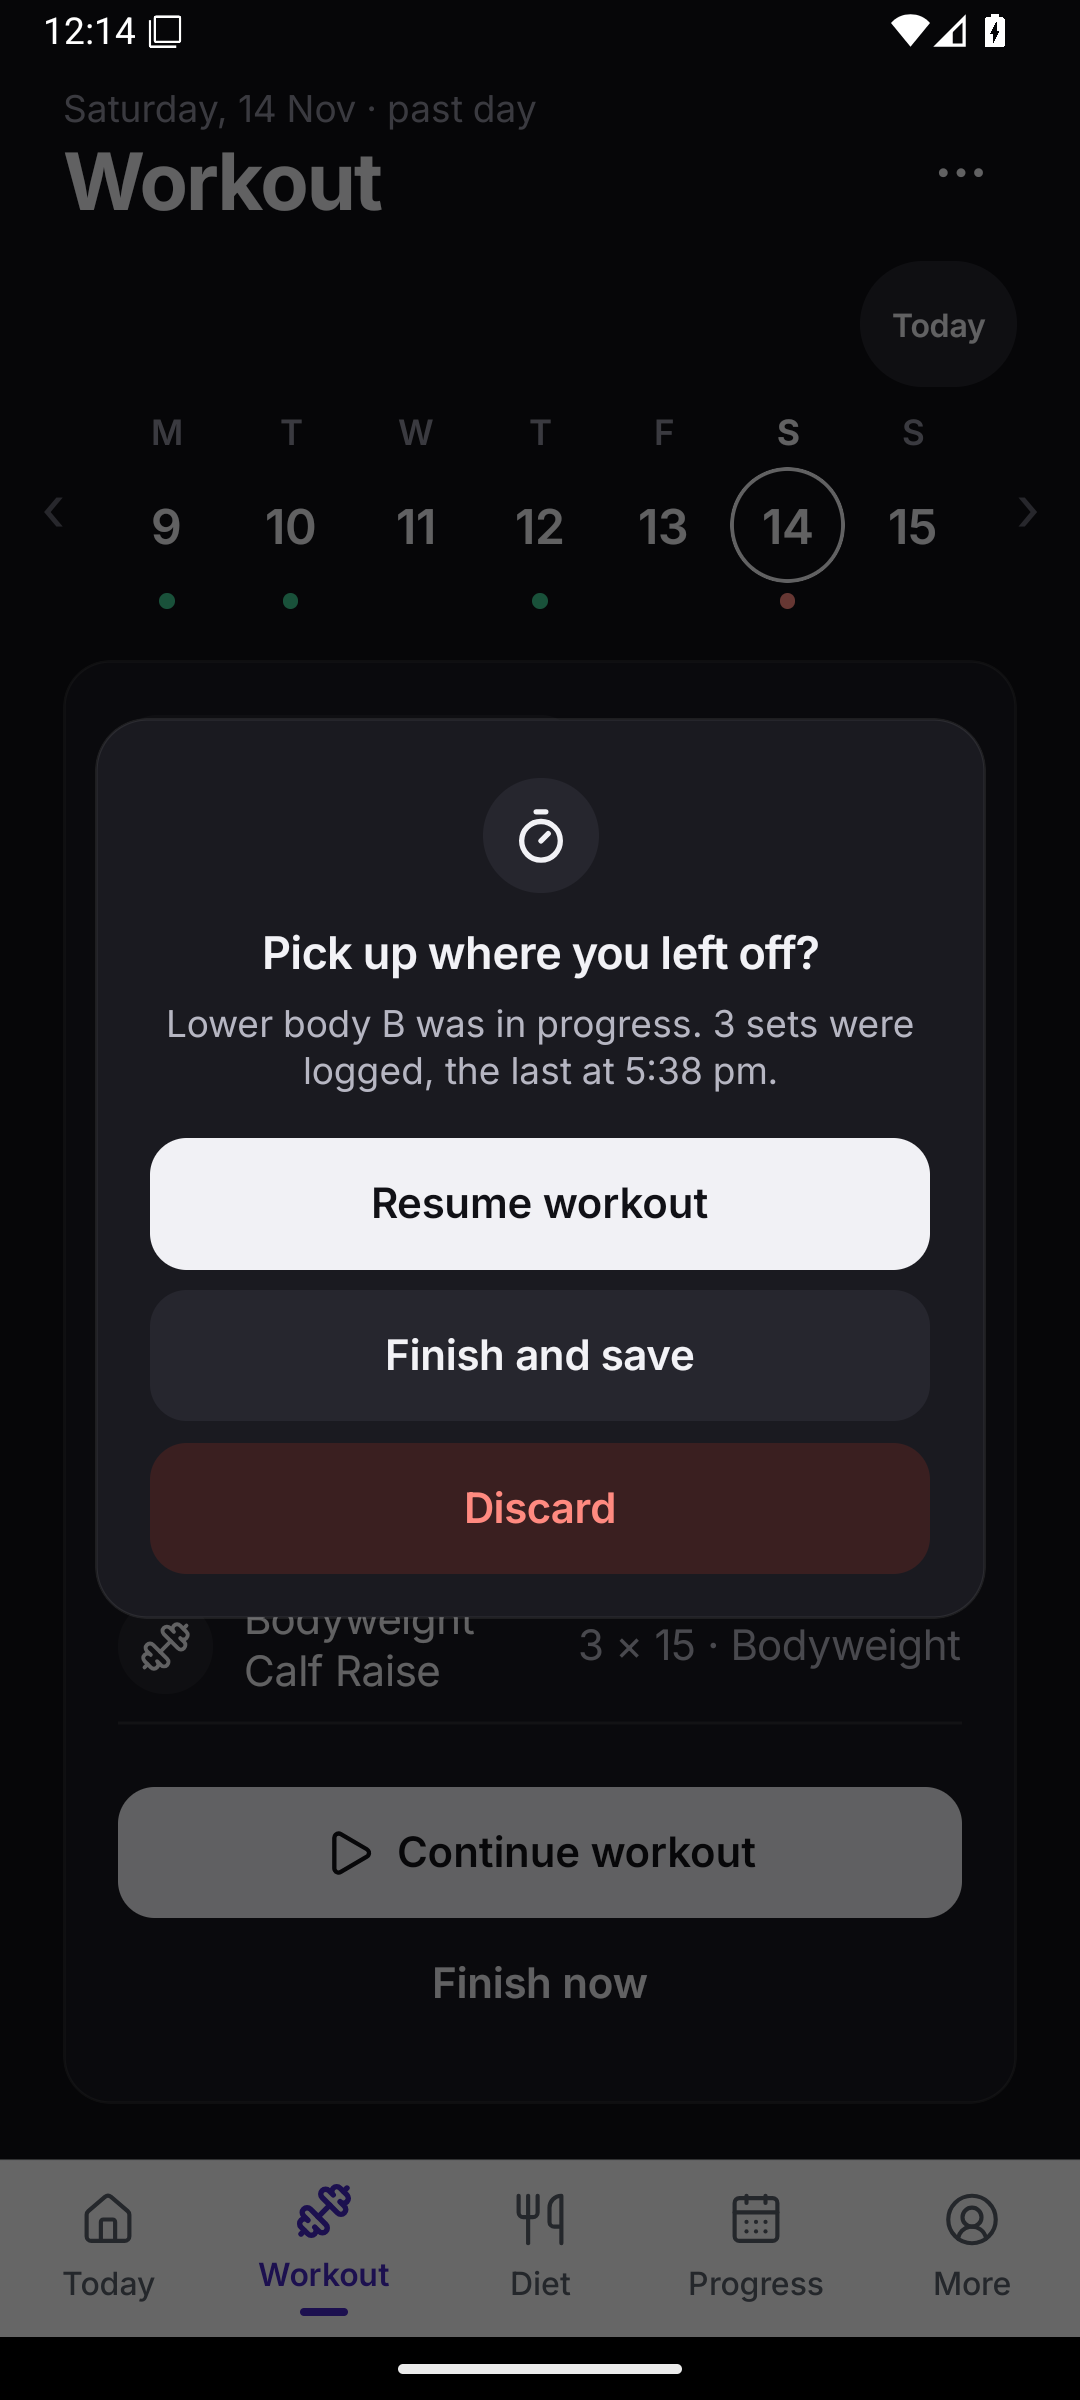 12:14
Saturday, 14 Nov · past day
Workout
Today
M T W T F S S
9 10 11 12 13 14 15
Pick up where you left off?
Lower body B was in progress. 3 sets were
logged, the last at 5:38 pm.
Resume workout
Finish and save
Discard
Bodyweight
Calf Raise
3 × 15 · Bodyweight
Continue workout
Finish now
Today Workout Diet Progress More